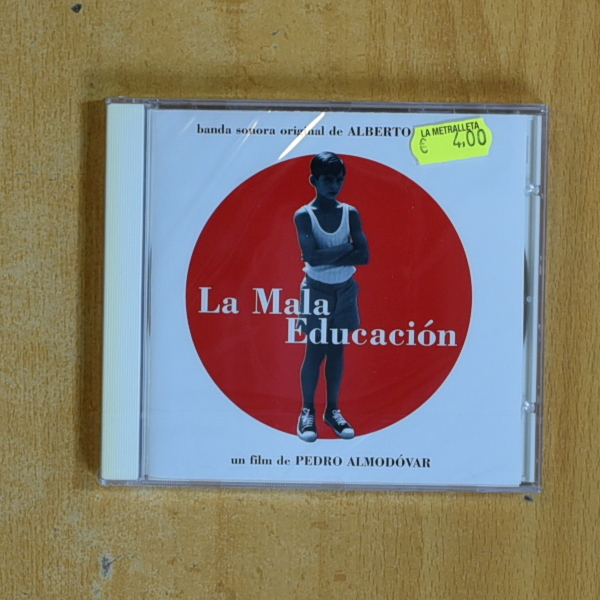 banda sonora original de ALBERTO
LA METRALLETA
€ 4,00
La Mala
Educación
un film de PEDRO ALMODÓVAR